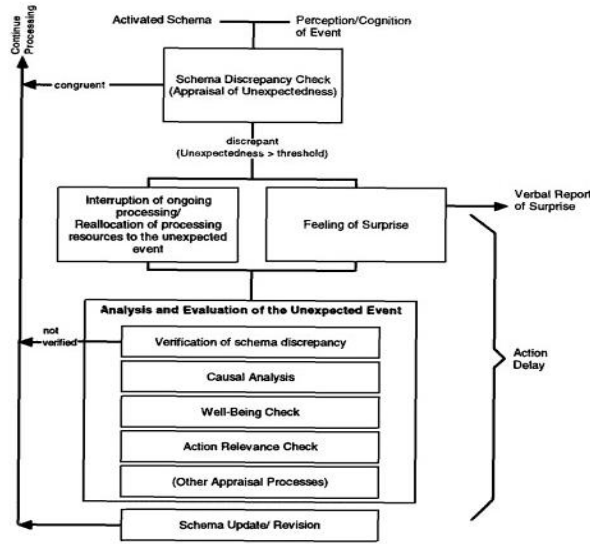 Continue
Processing
Activated Schema
Perception/Cognition
of Event
Schema Discrepancy Check
(Appraisal of Unexpectedness)
congruent
discrepant
(Unexpectedness > threshold)
Interruption of ongoing
processing/
Reallocation of processing
resources to the unexpected
event
Feeling of Surprise
Verbal Report
of Surprise
Analysis and Evaluation of the Unexpected Event
not
verified
Verification of schema discrepancy
Causal Analysis
Well-Being Check
Action Relevance Check
(Other Appraisal Processes)
Action
Delay
Schema Update/ Revision